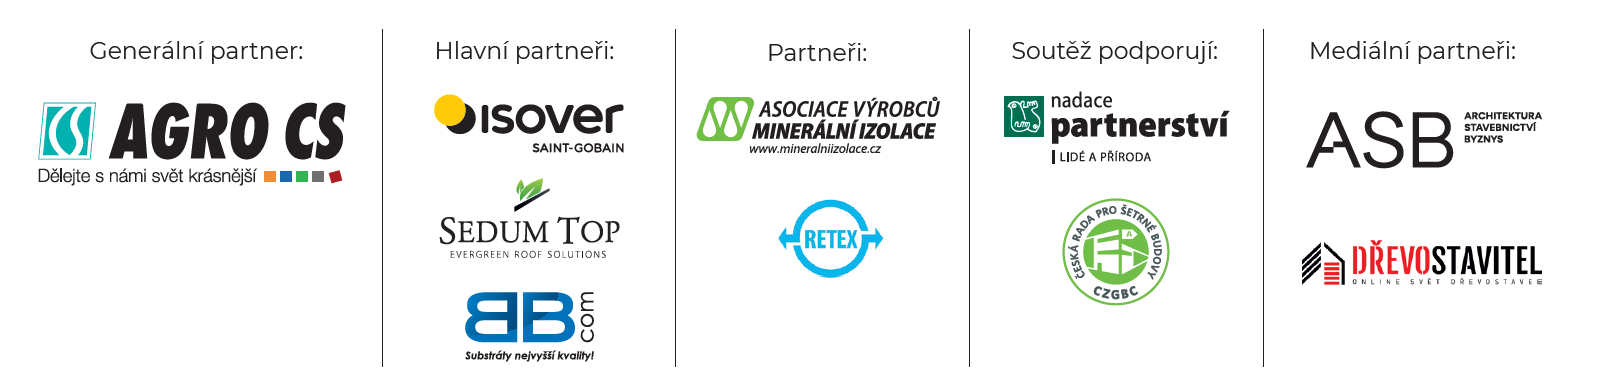 Generální partner:
AGRO CS
Dělejte s námi svět krásnější
Hlavní partneři:
ISOVER
SAINT-GOBAIN
SEDUM TOP
EVERGREEN ROOF SOLUTIONS
BB com
Substráty nejvyšší kvality!
Partneři:
ASOCIACE VÝROBCŮ
MINERÁLNÍ IZOLACE
www.mineralniizolace.cz
RETEX
Soutěž podporují:
nadace
partnerství
LIDÉ A PŘÍRODA
ČESKÁ RADA PRO ŠETRNÉ BUDOVY
A
CZGBC
Mediální partneři:
ASB
ARCHITEKTURA
STAVEBNICTVÍ
BYZNYS
DŘEVOSTAVITEL
ONLINE SVĚT DŘEVOSTAVEB